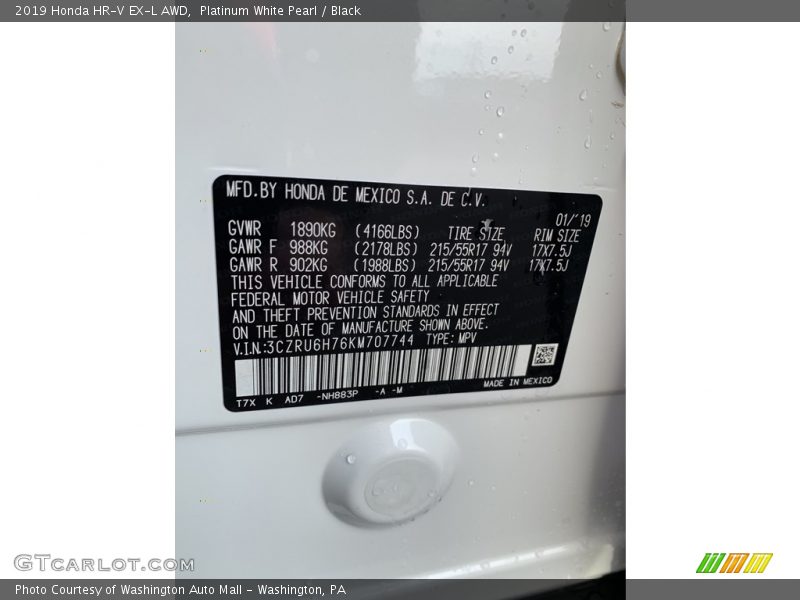 2019 Honda HR-V EX-L AWD, Platinum White Pearl / Black
MFD.BY HONDA DE MEXICO S.A. DE C.V.
01/'19
GVWR 1890KG (4166LBS) TIRE SIZE RIM SIZE
GAWR F 988KG (2178LBS) 215/55R17 94V 17X7.5J
GAWR R 902KG (1988LBS) 215/55R17 94V 17X7.5J
THIS VEHICLE CONFORMS TO ALL APPLICABLE
FEDERAL MOTOR VEHICLE SAFETY
AND THEFT PREVENTION STANDARDS IN EFFECT
ON THE DATE OF MANUFACTURE SHOWN ABOVE.
V.I.N.:3CZRU6H76KM707744 TYPE: MPV
T7X K AD7 -NH883P -A -M MADE IN MEXICO
GTCARLOT.COM
Photo Courtesy of Washington Auto Mall - Washington, PA